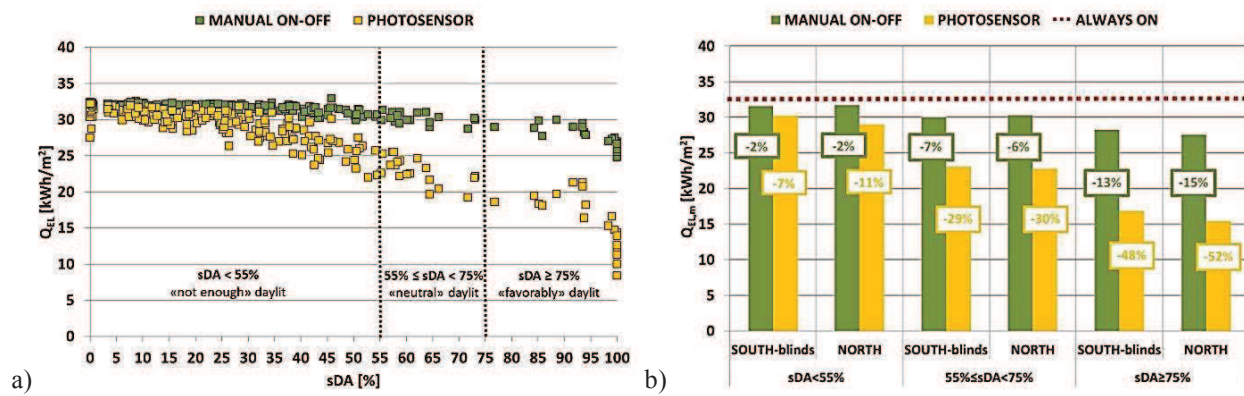 MANUAL ON-OFF PHOTOSENSOR
40
35
30
25
20
15
10
5
0
Q_EL [kWh/m²]
sDA < 55%
«not enough» daylit
55% ≤ sDA < 75%
«neutral» daylit
sDA ≥ 75%
«favorably» daylit
0 5 10 15 20 25 30 35 40 45 50 55 60 65 70 75 80 85 90 95 100
sDA [%]
a)
MANUAL ON-OFF PHOTOSENSOR ALWAYS ON
40
35
30
25
20
15
10
5
0
Q_EL,m [kWh/m²]
-2% -2% -7% -6% -13% -15%
-7% -11% -29% -30% -48% -52%
SOUTH-blinds NORTH SOUTH-blinds NORTH SOUTH-blinds NORTH
sDA<55% 55%≤sDA<75% sDA≥75%
b)